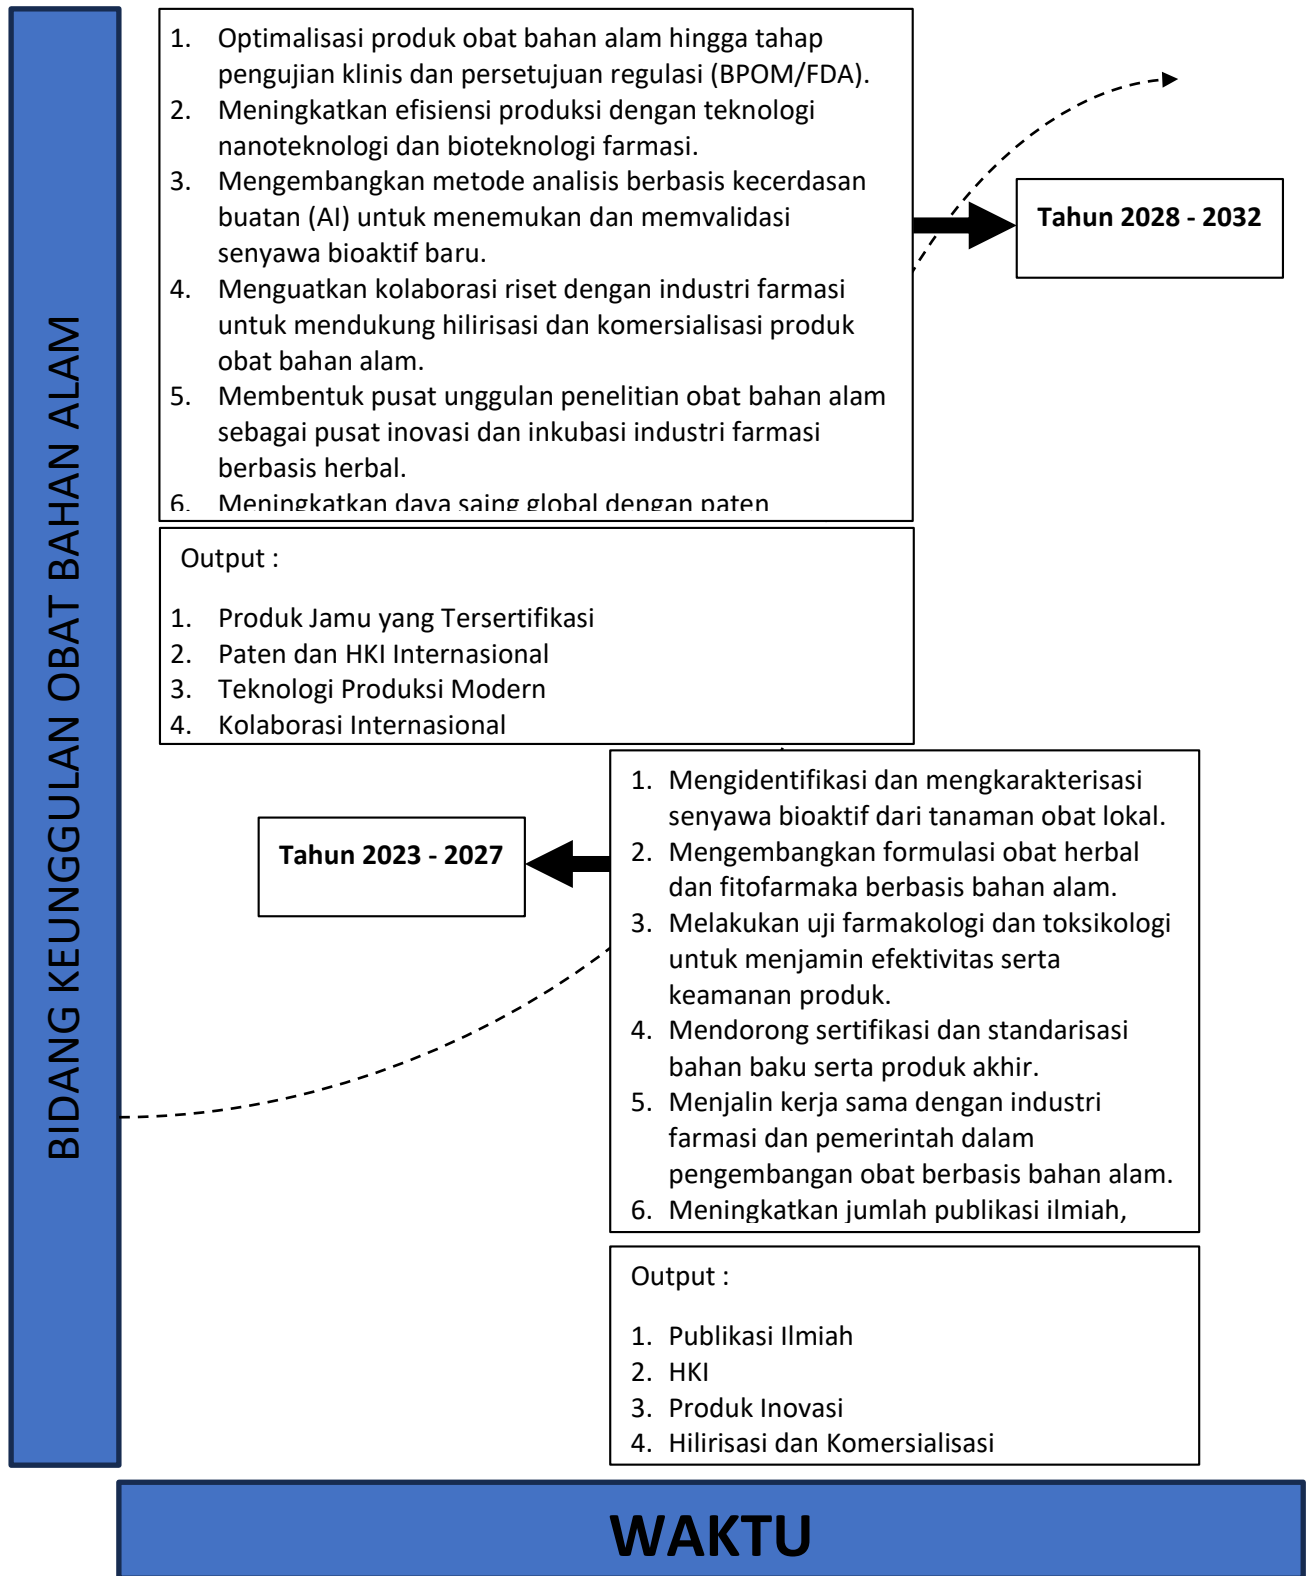 BIDANG KEUNGGULAN OBAT BAHAN ALAM
1. Optimalisasi produk obat bahan alam hingga tahap
pengujian klinis dan persetujuan regulasi (BPOM/FDA).
2. Meningkatkan efisiensi produksi dengan teknologi
nanoteknologi dan bioteknologi farmasi.
3. Mengembangkan metode analisis berbasis kecerdasan
buatan (AI) untuk menemukan dan memvalidasi
senyawa bioaktif baru.
4. Menguatkan kolaborasi riset dengan industri farmasi
untuk mendukung hilirisasi dan komersialisasi produk
obat bahan alam.
5. Membentuk pusat unggulan penelitian obat bahan alam
sebagai pusat inovasi dan inkubasi industri farmasi
berbasis herbal.
6. Meningkatkan daya saing global dengan paten
Tahun 2028 - 2032
Output :
1. Produk Jamu yang Tersertifikasi
2. Paten dan HKI Internasional
3. Teknologi Produksi Modern
4. Kolaborasi Internasional
Tahun 2023 - 2027
1. Mengidentifikasi dan mengkarakterisasi
senyawa bioaktif dari tanaman obat lokal.
2. Mengembangkan formulasi obat herbal
dan fitofarmaka berbasis bahan alam.
3. Melakukan uji farmakologi dan toksikologi
untuk menjamin efektivitas serta
keamanan produk.
4. Mendorong sertifikasi dan standarisasi
bahan baku serta produk akhir.
5. Menjalin kerja sama dengan industri
farmasi dan pemerintah dalam
pengembangan obat berbasis bahan alam.
6. Meningkatkan jumlah publikasi ilmiah,
Output :
1. Publikasi Ilmiah
2. HKI
3. Produk Inovasi
4. Hilirisasi dan Komersialisasi
WAKTU